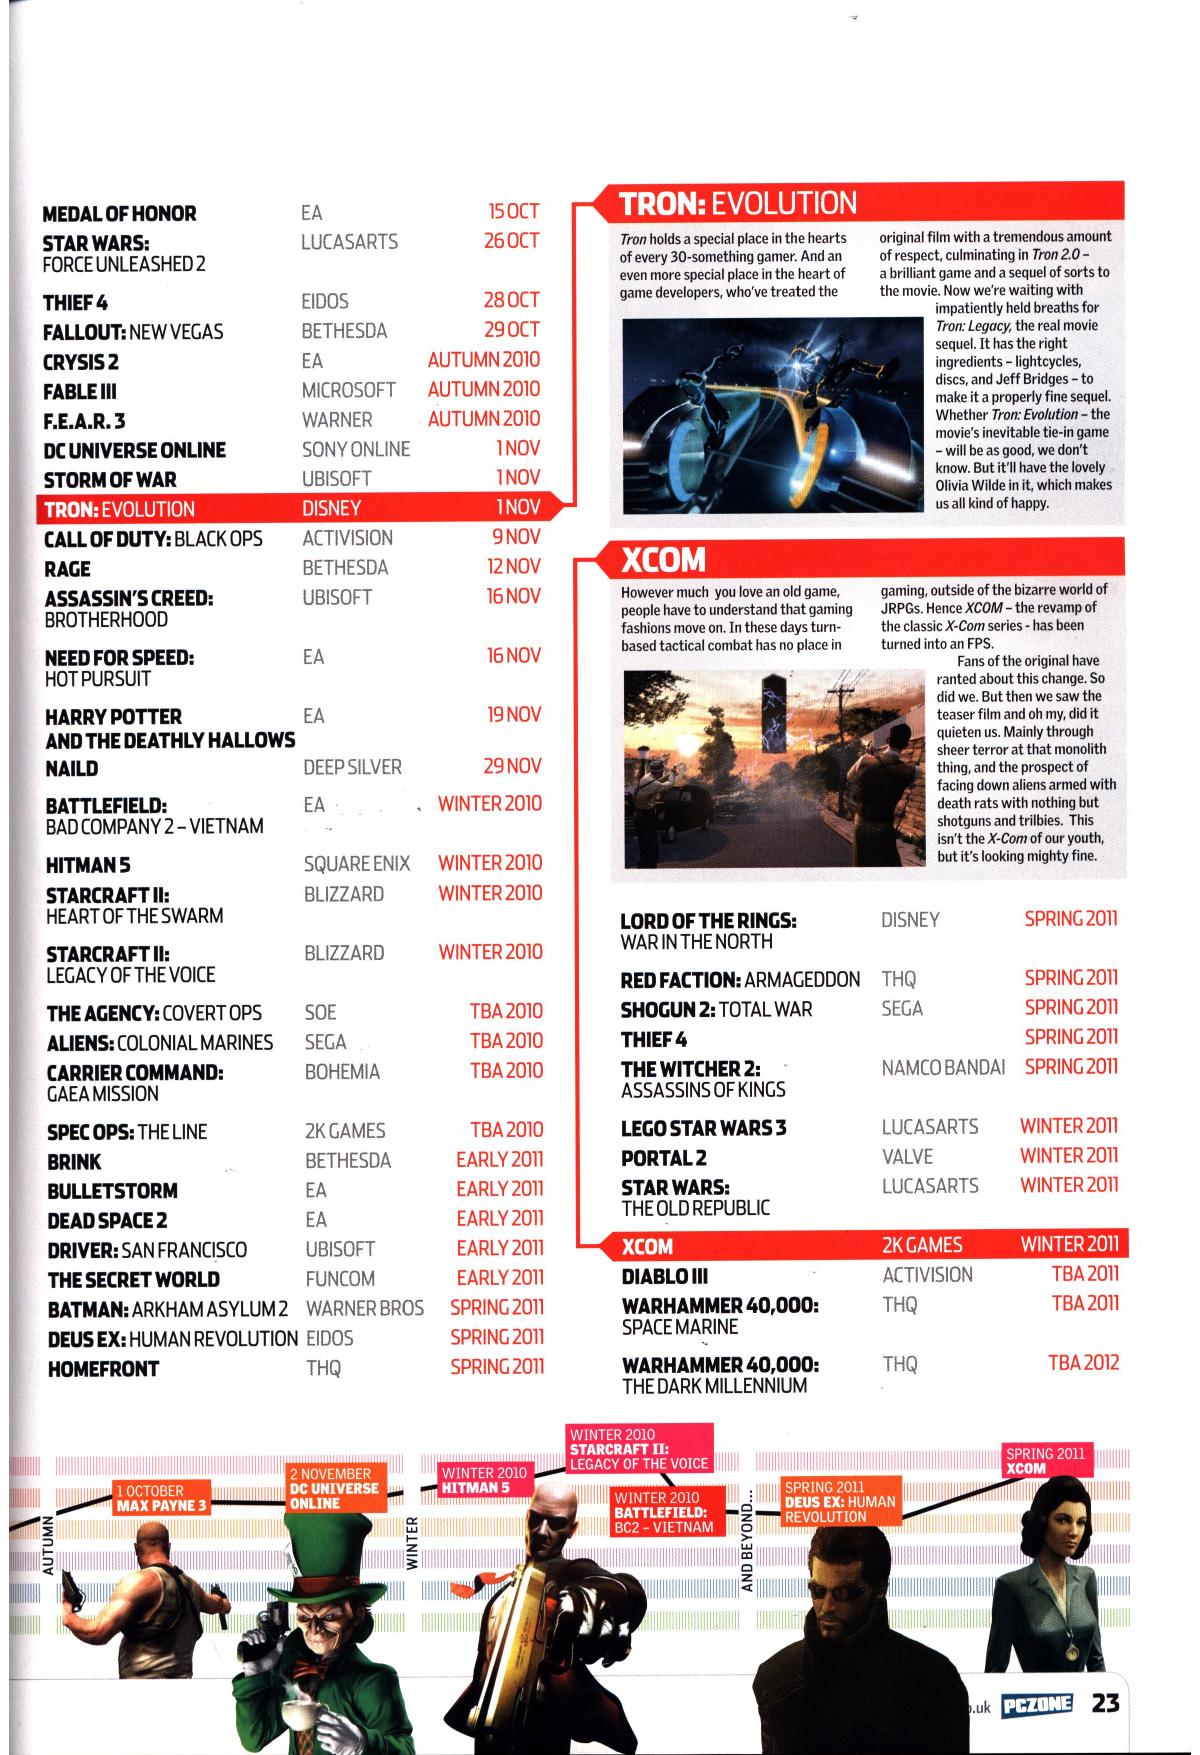 MEDAL OF HONOR EA 15 OCT
STAR WARS: LUCASARTS 26 OCT
FORCE UNLEASHED 2
THIEF 4 EIDOS 28 OCT
FALLOUT: NEW VEGAS BETHESDA 29 OCT
CRYSIS 2 EA AUTUMN 2010
FABLE III MICROSOFT AUTUMN 2010
F.E.A.R. 3 WARNER AUTUMN 2010
DC UNIVERSE ONLINE SONY ONLINE 1 NOV
STORM OF WAR UBISOFT 1 NOV
TRON: EVOLUTION DISNEY 1 NOV
CALL OF DUTY: BLACK OPS ACTIVISION 9 NOV
RAGE BETHESDA 12 NOV
ASSASSIN'S CREED: UBISOFT 16 NOV
BROTHERHOOD
NEED FOR SPEED: EA 16 NOV
HOT PURSUIT
HARRY POTTER EA 19 NOV
AND THE DEATHLY HALLOWS
NAILD DEEP SILVER 29 NOV
BATTLEFIELD: EA WINTER 2010
BAD COMPANY 2 – VIETNAM
HITMAN 5 SQUARE ENIX WINTER 2010
STARCRAFT II: BLIZZARD WINTER 2010
HEART OF THE SWARM
STARCRAFT II: BLIZZARD WINTER 2010
LEGACY OF THE VOICE
THE AGENCY: COVERT OPS SOE TBA 2010
ALIENS: COLONIAL MARINES SEGA TBA 2010
CARRIER COMMAND: BOHEMIA TBA 2010
GAEA MISSION
SPEC OPS: THE LINE 2K GAMES TBA 2010
BRINK BETHESDA EARLY 2011
BULLETSTORM EA EARLY 2011
DEAD SPACE 2 EA EARLY 2011
DRIVER: SAN FRANCISCO UBISOFT EARLY 2011
THE SECRET WORLD FUNCOM EARLY 2011
BATMAN: ARKHAM ASYLUM 2 WARNER BROS SPRING 2011
DEUS EX: HUMAN REVOLUTION EIDOS SPRING 2011
HOMEFRONT THQ SPRING 2011
TRON: EVOLUTION
Tron holds a special place in the hearts
of every 30-something gamer. And an
even more special place in the heart of
game developers, who've treated the
original film with a tremendous amount
of respect, culminating in Tron 2.0 –
a brilliant game and a sequel of sorts to
the movie. Now we're waiting with
impatiently held breaths for
Tron: Legacy, the real movie
sequel. It has the right
ingredients – lightcycles,
discs, and Jeff Bridges – to
make it a properly fine sequel.
Whether Tron: Evolution – the
movie's inevitable tie-in game
– will be as good, we don't
know. But it'll have the lovely
Olivia Wilde in it, which makes
us all kind of happy.
XCOM
However much you love an old game,
people have to understand that gaming
fashions move on. In these days turn-
based tactical combat has no place in
gaming, outside of the bizarre world of
JRPGs. Hence XCOM – the revamp of
the classic X-Com series - has been
turned into an FPS.
Fans of the original have
ranted about this change. So
did we. But then we saw the
teaser film and oh my, did it
quieten us. Mainly through
sheer terror at that monolith
thing, and the prospect of
facing down aliens armed with
death rats with nothing but
shotguns and trilbies. This
isn't the X-Com of our youth,
but it's looking mighty fine.
LORD OF THE RINGS: DISNEY SPRING 2011
WAR IN THE NORTH
RED FACTION: ARMAGEDDON THQ SPRING 2011
SHOGUN 2: TOTAL WAR SEGA SPRING 2011
THIEF 4 SPRING 2011
THE WITCHER 2: NAMCO BANDAI SPRING 2011
ASSASSINS OF KINGS
LEGO STAR WARS 3 LUCASARTS WINTER 2011
PORTAL 2 VALVE WINTER 2011
STAR WARS: LUCASARTS WINTER 2011
THE OLD REPUBLIC
XCOM 2K GAMES WINTER 2011
DIABLO III ACTIVISION TBA 2011
WARHAMMER 40,000: THQ TBA 2011
SPACE MARINE
WARHAMMER 40,000: THQ TBA 2012
THE DARK MILLENNIUM
AUTUMN
1 OCTOBER
MAX PAYNE 3
2 NOVEMBER
DC UNIVERSE
ONLINE
WINTER
WINTER 2010
HITMAN 5
WINTER 2010
STARCRAFT II:
LEGACY OF THE VOICE
WINTER 2010
BATTLEFIELD:
BC2 – VIETNAM
AND BEYOND...
SPRING 2011
DEUS EX: HUMAN
REVOLUTION
SPRING 2011
XCOM
.uk PCZONE 23